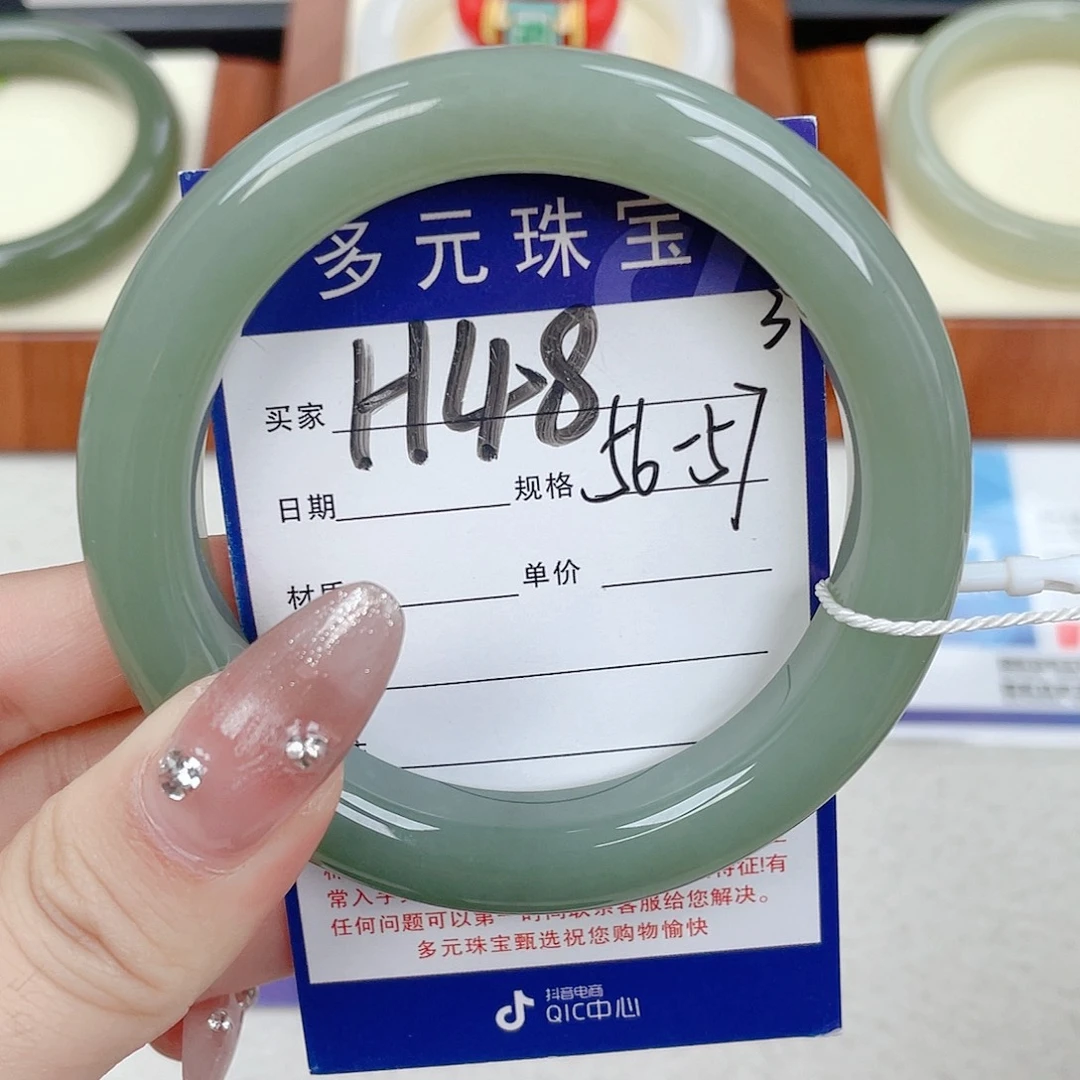 多元珠宝
3
买家 H48
日期 规格 56-57
材质 单价
特征!有
任何问题可以第一时间联系客服给您解决。
多元珠宝甄选祝您购物愉快
抖音电商
QIC中心